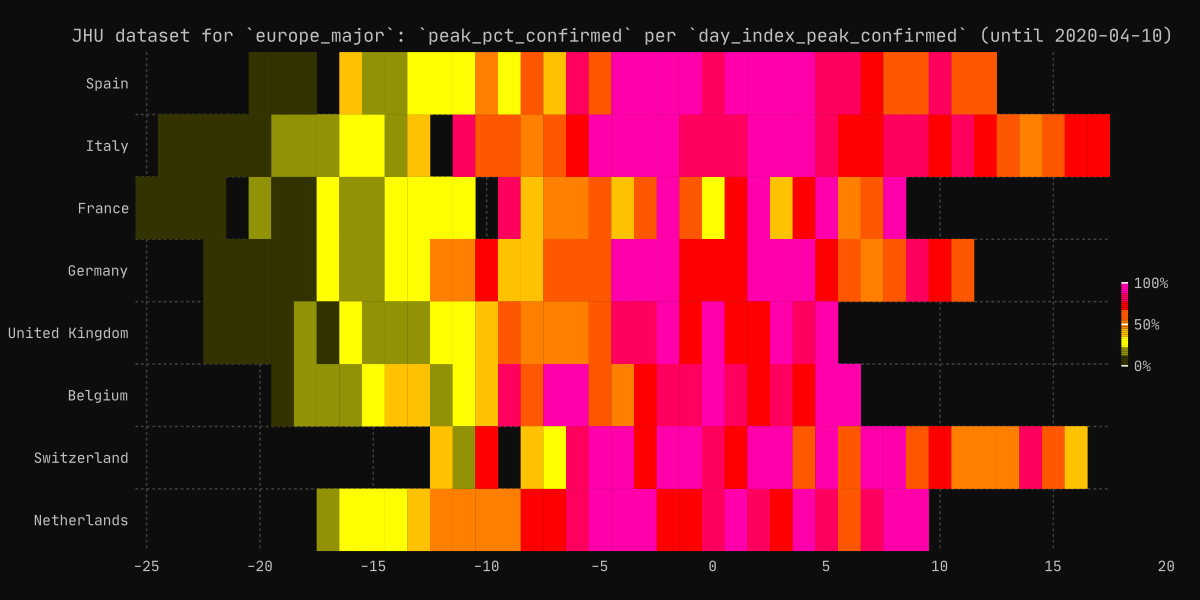 JHU dataset for `europe_major`: `peak_pct_confirmed` per `day_index_peak_confirmed` (until 2020-04-10)
Spain
Italy
France
Germany
United Kingdom
Belgium
Switzerland
Netherlands
100%
50%
0%
-25 -20 -15 -10 -5 0 5 10 15 20